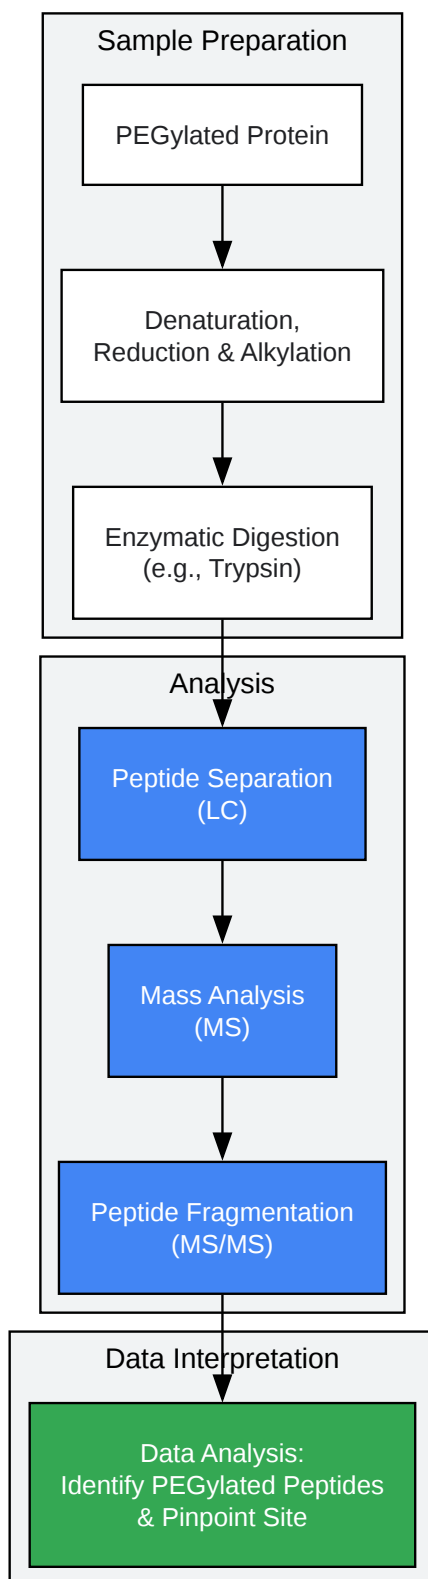 Sample Preparation
PEGylated Protein
Denaturation,
Reduction & Alkylation
Enzymatic Digestion
(e.g., Trypsin)
Analysis
Peptide Separation
(LC)
Mass Analysis
(MS)
Peptide Fragmentation
(MS/MS)
Data Interpretation
Data Analysis:
Identify PEGylated Peptides
& Pinpoint Site